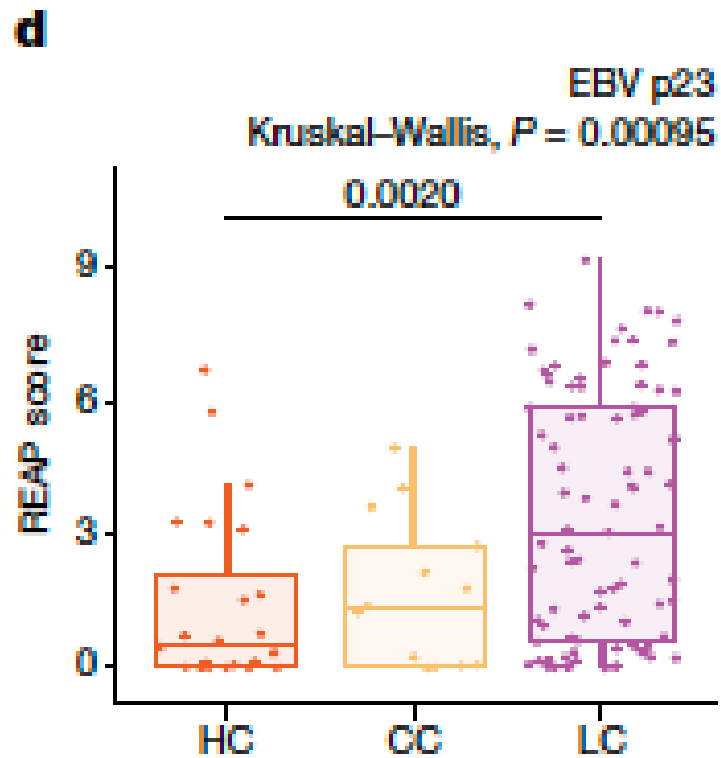 d
EBV p23
Kruskal–Wallis, P = 0.00095
0.0020
9
6
3
0
REAP score
HC CC LC